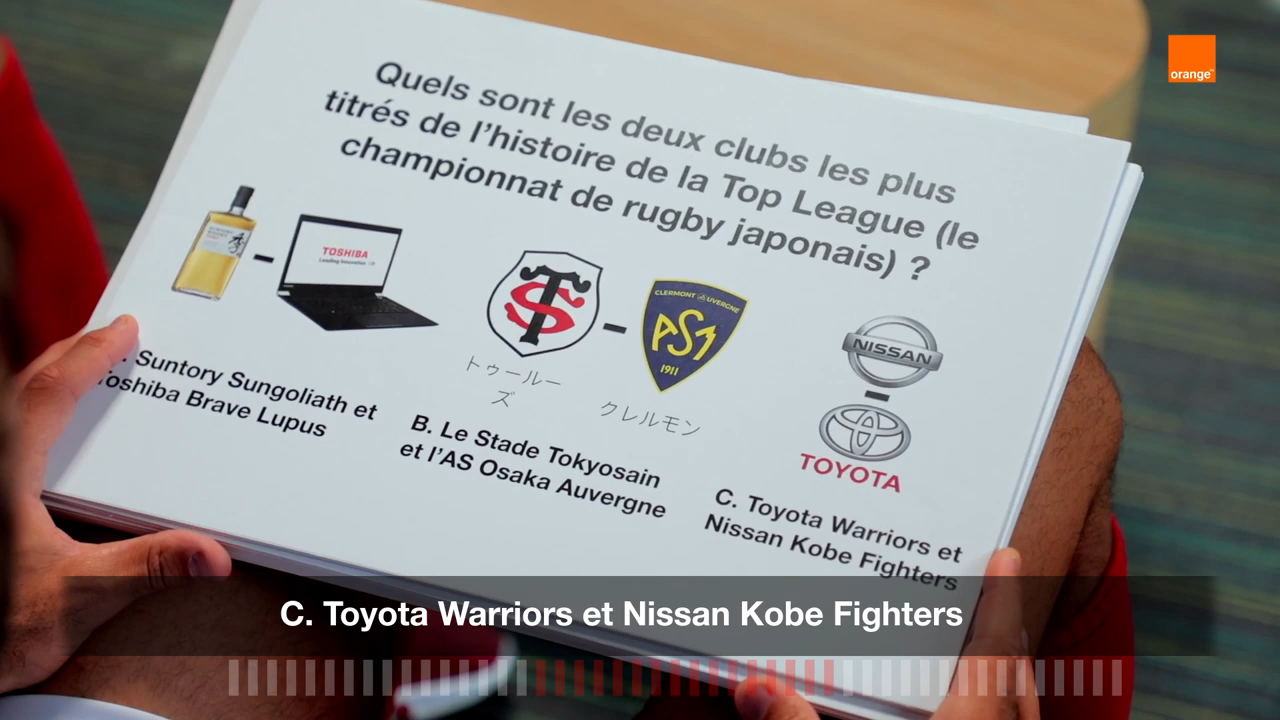 orange
Quels sont les deux clubs les plus
titrés de l'histoire de la Top League (le
championnat de rugby japonais) ?
季
TOSHIBA
Leading Innovation
ST
CLERMONT AUVERGNE
ASM
1911
トゥールー
ズ
クレルモン
NISSAN
TOYOTA
Suntory Sungoliath et
Toshiba Brave Lupus
B. Le Stade Tokyosain
et l'AS Osaka Auvergne
C. Toyota Warriors et
Nissan Kobe Fighters
C. Toyota Warriors et Nissan Kobe Fighters